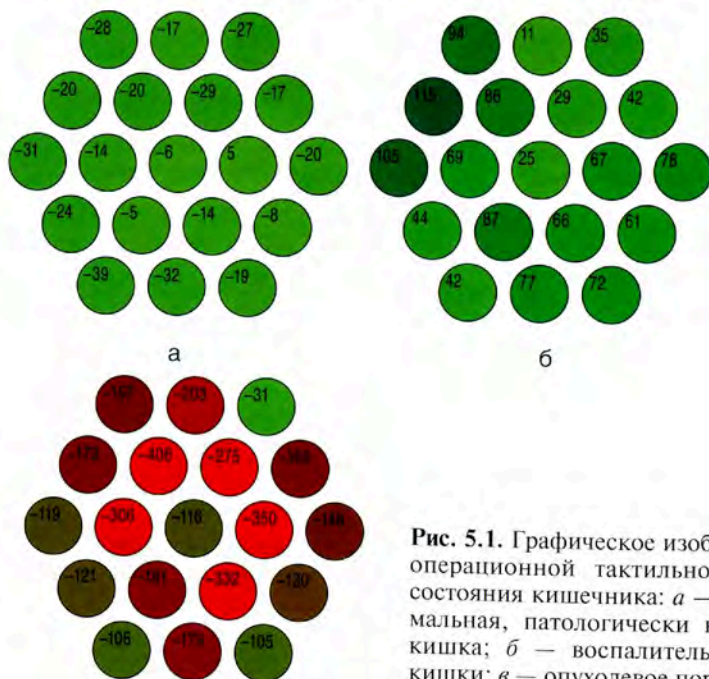 -28 -17 -27
-20 -20 -29 -17
-31 -14 -6 5 -20
-24 -5 -14 -8
-39 -32 -19
а
94 11 35
115 86 29 42
105 69 25 67 78
44 87 66 61
42 77 72
б
-203 -31
-173 -406 -275
-119 -306 -116 -350
-121 -181 -332 -130
-106 -179 -105
Рис. 5.1. Графическое изоб
операционной тактильно
состояния кишечника: а —
мальная, патологически
кишка; б — воспалитель
кишки; в — опухолевое